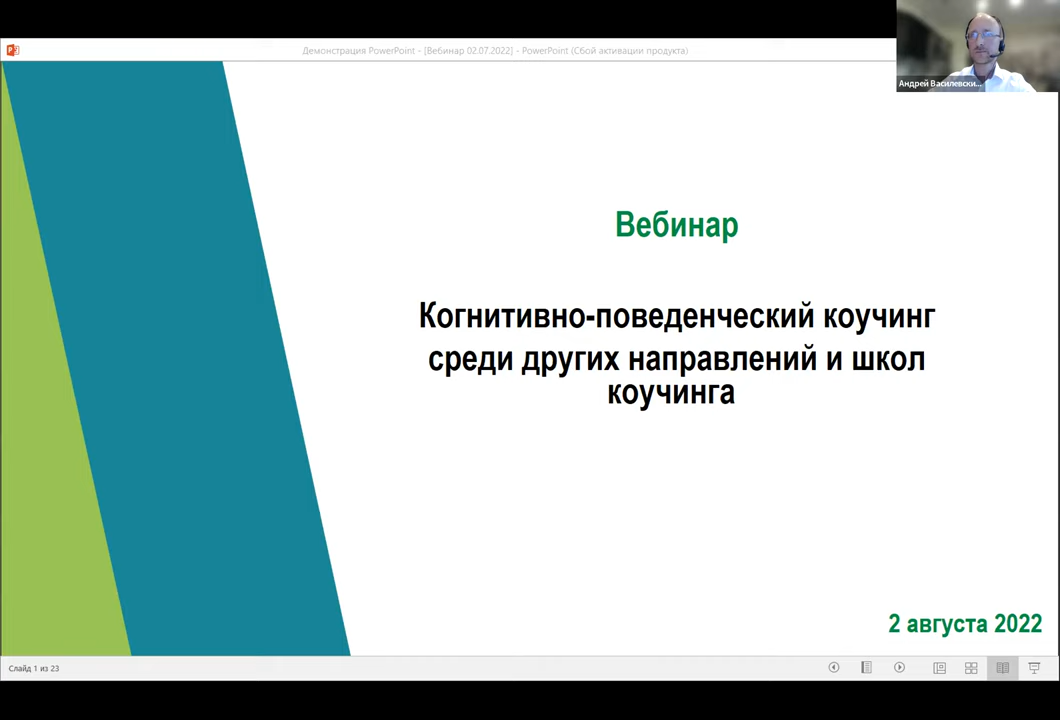 Демонстрация PowerPoint - [Вебинар 02.07.2022] - PowerPoint (Сбой активации продукта)
Андрей Василевски...
Вебинар
Когнитивно-поведенческий коучинг
среди других направлений и школ
коучинга
2 августа 2022
Слайд 1 из 23